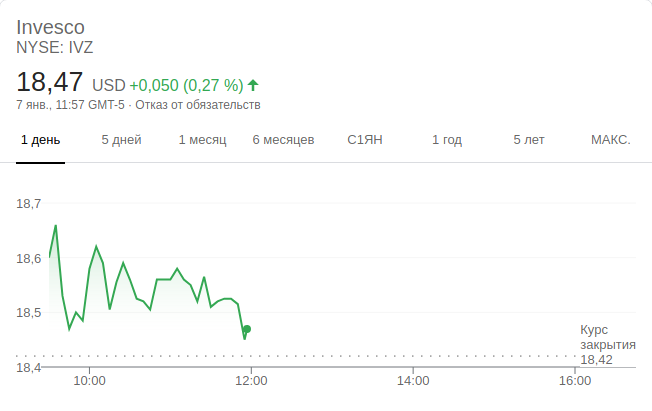 Invesco
NYSE: IVZ
18,47 USD +0,050 (0,27 %)
7 янв., 11:57 GMT-5 · Отказ от обязательств
1 день 5 дней 1 месяц 6 месяцев С1ЯН 1 год 5 лет МАКС.
18,7
18,6
18,5
Курс
закрытия
18,42
18,4
10:00 12:00 14:00 16:00